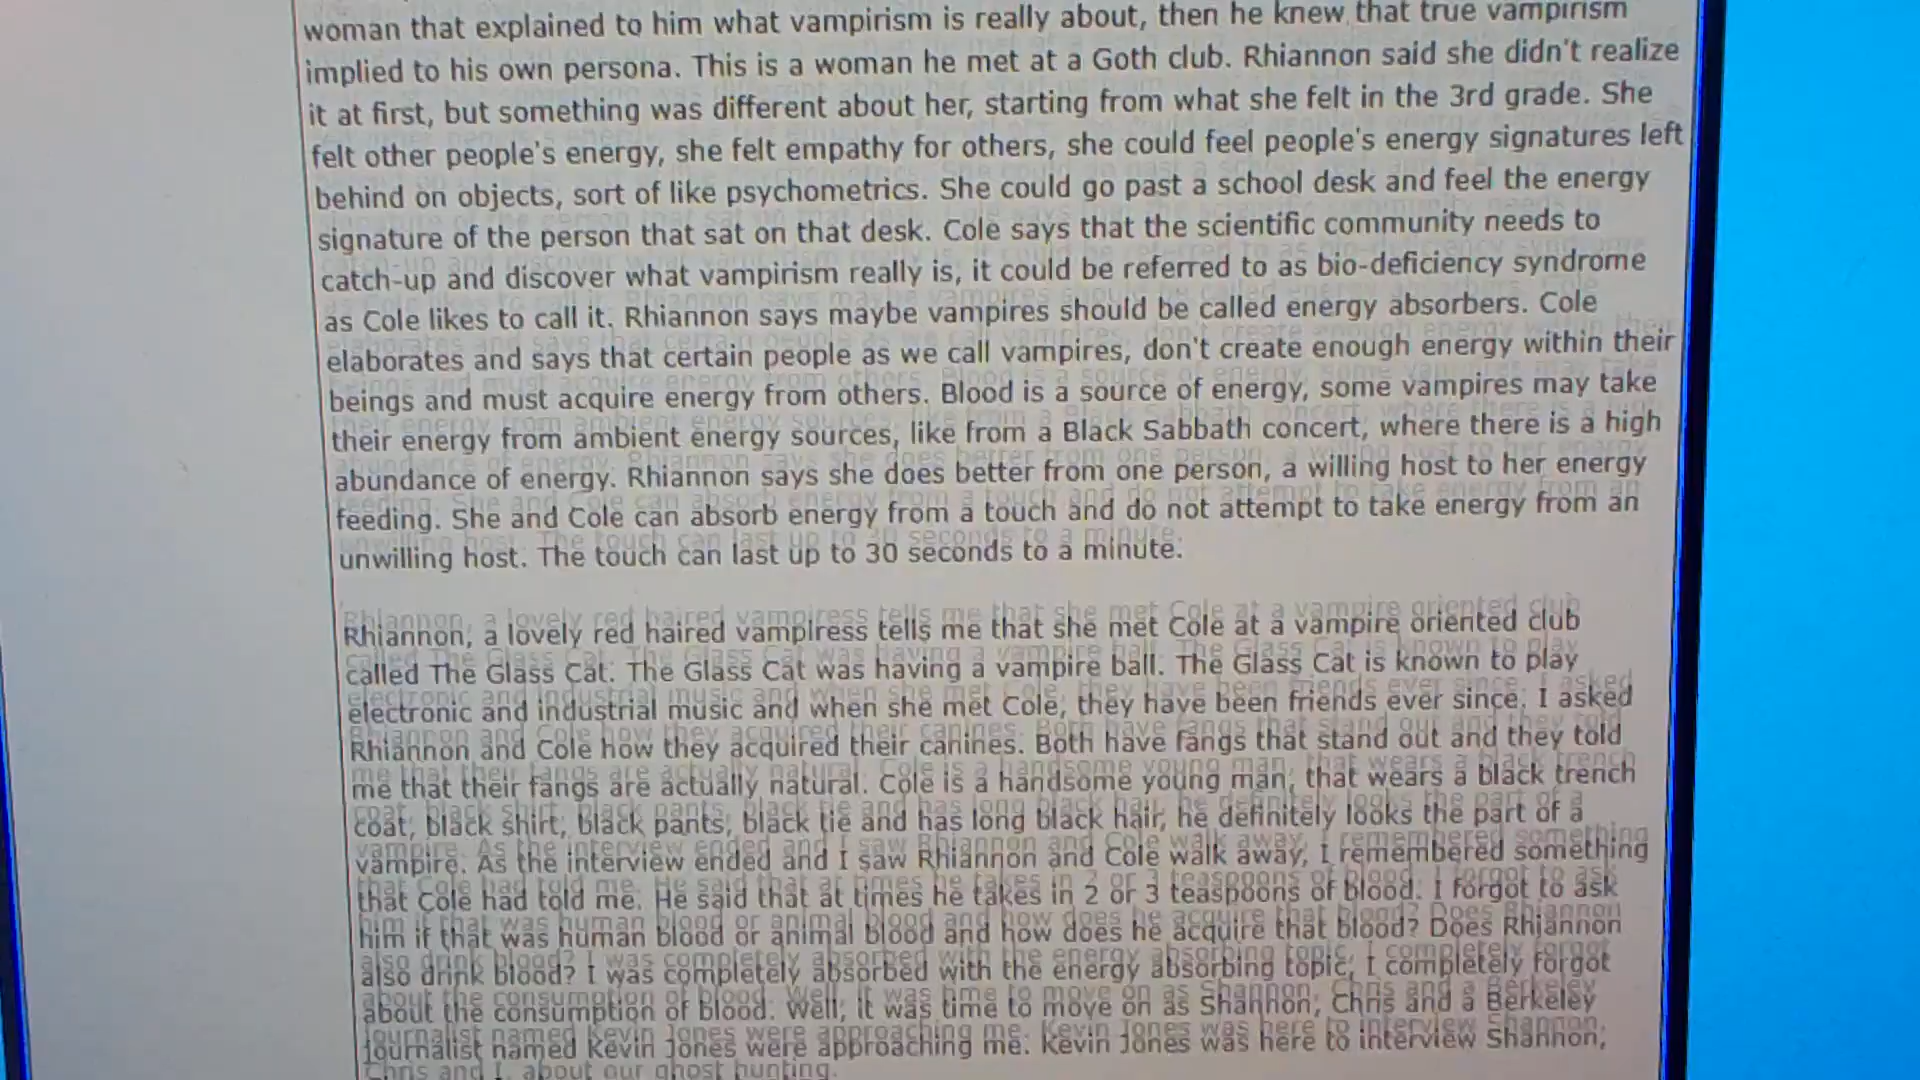 woman that explained to him what vampirism is really about, then he knew that true vampirism
implied to his own persona. This is a woman he met at a Goth club. Rhiannon said she didn't realize
it at first, but something was different about her, starting from what she felt in the 3rd grade. She
felt other people's energy, she felt empathy for others, she could feel people's energy signatures left
behind on objects, sort of like psychometrics. She could go past a school desk and feel the energy
signature of the person that sat on that desk. Cole says that the scientific community needs to
catch-up and discover what vampirism really is, it could be referred to as bio-deficiency syndrome
as Cole likes to call it. Rhiannon says maybe vampires should be called energy absorbers. Cole
elaborates and says that certain people as we call vampires, don't create enough energy within their
beings and must acquire energy from others. Blood is a source of energy, some vampires may take
their energy from ambient energy sources, like from a Black Sabbath concert, where there is a high
abundance of energy. Rhiannon says she does better from one person, a willing host to her energy
feeding. She and Cole can absorb energy from a touch and do not attempt to take energy from an
unwilling host. The touch can last up to 30 seconds to a minute.
Rhiannon, a lovely red haired vampiress tells me that she met Cole at a vampire oriented club
called The Glass Cat. The Glass Cat was having a vampire ball. The Glass Cat is known to play
electronic and industrial music and when she met Cole, they have been friends ever since. I asked
Rhiannon and Cole how they acquired their canines. Both have fangs that stand out and they told
me that their fangs are actually natural. Cole is a handsome young man, that wears a black trench
coat, black shirt, black pants, black tie and has long black hair, he definitely looks the part of a
vampire. As the interview ended and I saw Rhiannon and Cole walk away, I remembered something
that Cole had told me. He said that at times he takes in 2 or 3 teaspoons of blood. I forgot to ask
him if that was human blood or animal blood and how does he acquire that blood? Does Rhiannon
also drink blood? I was completely absorbed with the energy absorbing topic, I completely forgot
about the consumption of blood. Well, it was time to move on as Shannon, Chris and a Berkeley
journalist named Kevin Jones were approaching me. Kevin Jones was here to interview Shannon,
Chris and I, about our ghost hunting.